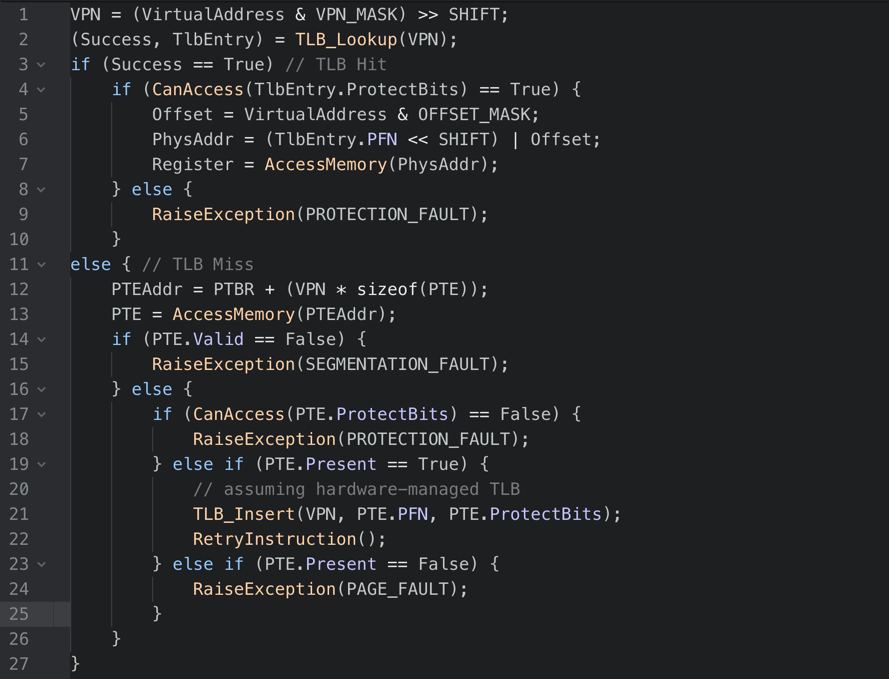 1 VPN = (VirtualAddress & VPN_MASK) >> SHIFT;
2 (Success, TlbEntry) = TLB_Lookup(VPN);
3 if (Success == True) // TLB Hit
4     if (CanAccess(TlbEntry.ProtectBits) == True) {
5         Offset = VirtualAddress & OFFSET_MASK;
6         PhysAddr = (TlbEntry.PFN << SHIFT) | Offset;
7         Register = AccessMemory(PhysAddr);
8     } else {
9         RaiseException(PROTECTION_FAULT);
10     }
11 else { // TLB Miss
12     PTEAddr = PTBR + (VPN * sizeof(PTE));
13     PTE = AccessMemory(PTEAddr);
14     if (PTE.Valid == False) {
15         RaiseException(SEGMENTATION_FAULT);
16     } else {
17         if (CanAccess(PTE.ProtectBits) == False) {
18             RaiseException(PROTECTION_FAULT);
19         } else if (PTE.Present == True) {
20             // assuming hardware-managed TLB
21             TLB_Insert(VPN, PTE.PFN, PTE.ProtectBits);
22             RetryInstruction();
23         } else if (PTE.Present == False) {
24             RaiseException(PAGE_FAULT);
25         }
26     }
27 }